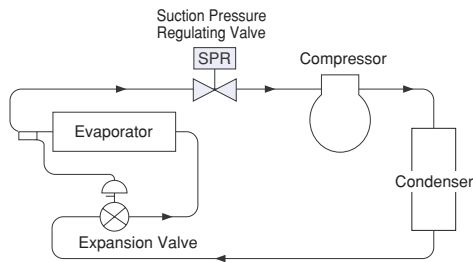 Suction Pressure
Regulating Valve
SPR
Compressor
Evaporator
Condenser
Expansion Valve